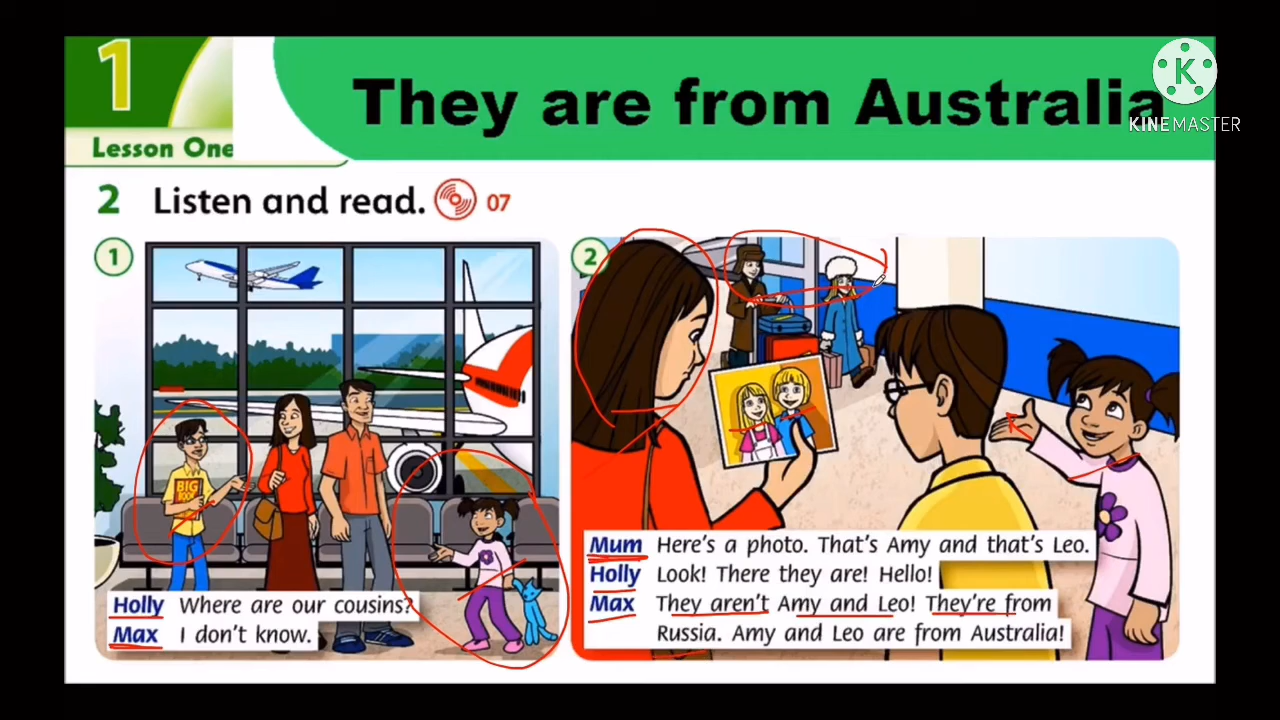 1
They are from Australia
K
KINEMASTER
Lesson One
2 Listen and read. 07
1
BIG BOOK
Holly Where are our cousins?
Max I don't know.
2
Mum Here's a photo. That's Amy and that's Leo.
Holly Look! There they are! Hello!
Max They aren't Amy and Leo! They're from
Russia. Amy and Leo are from Australia!